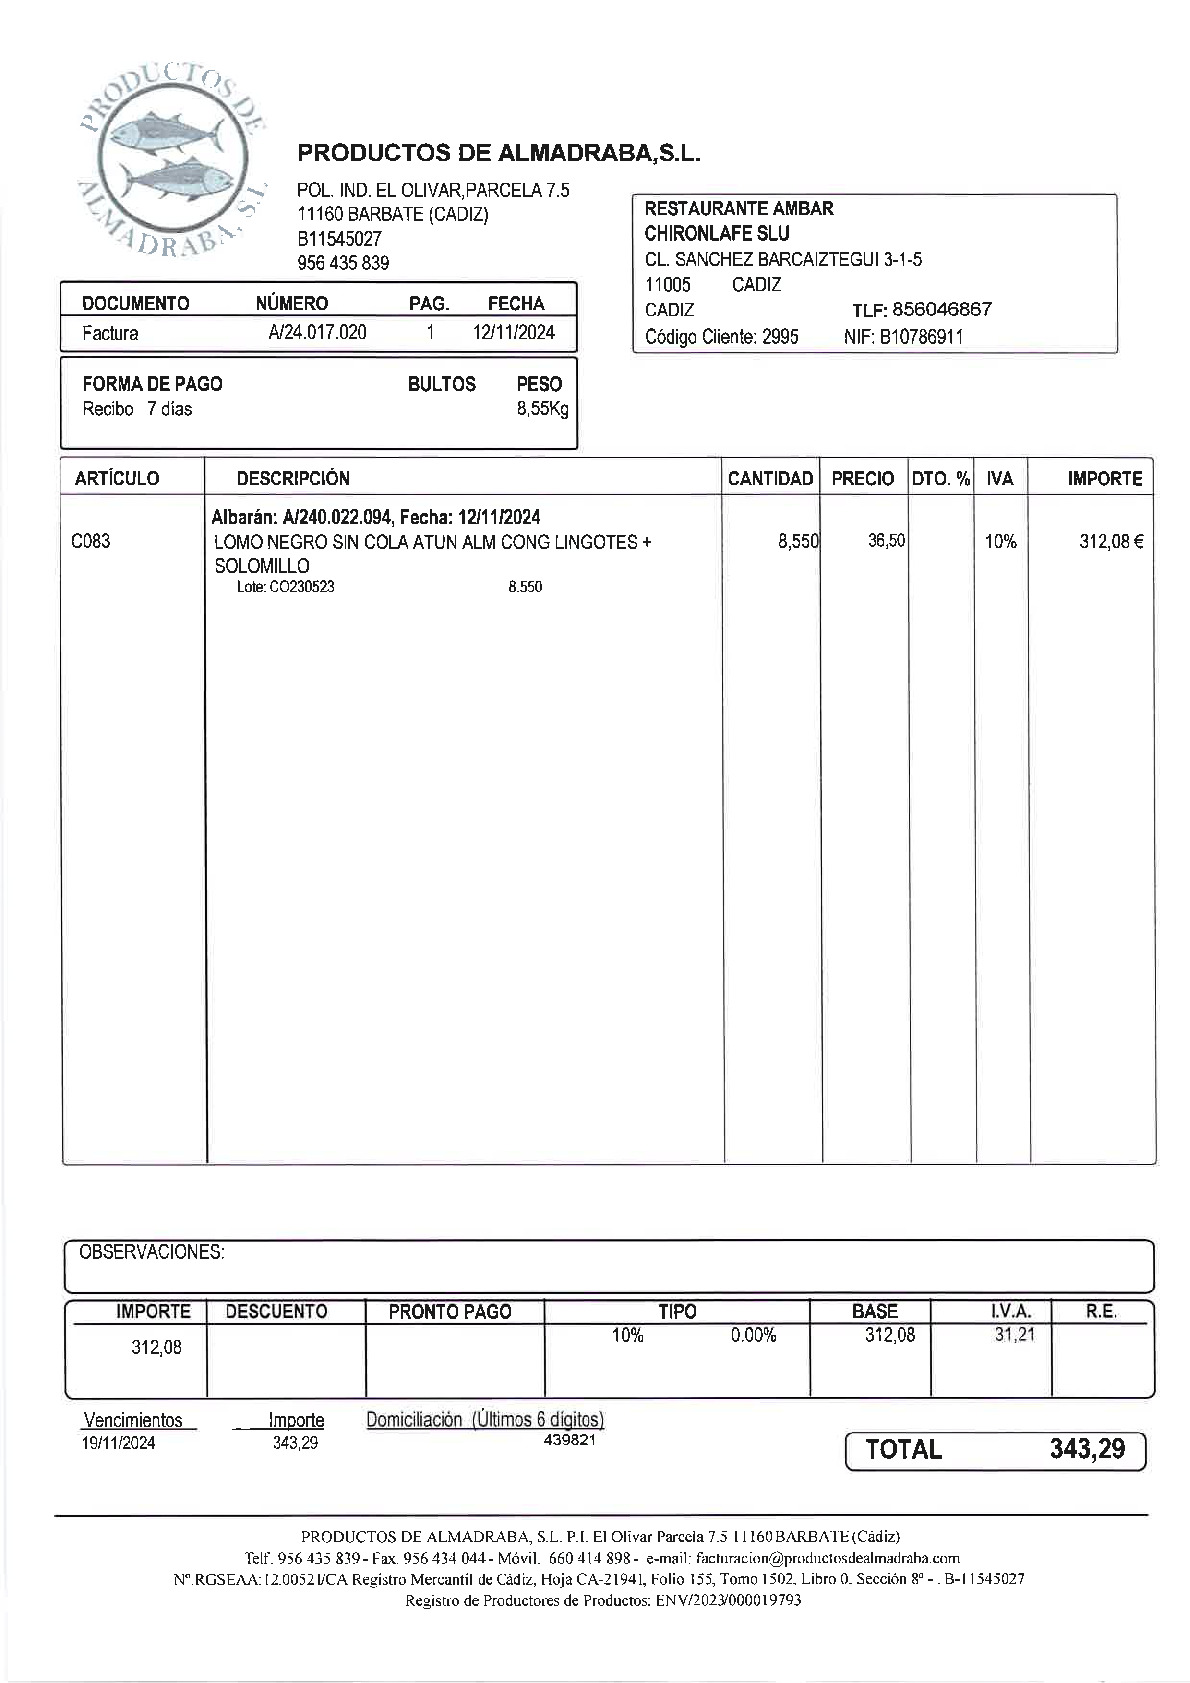 PRODUCTOS DE
ALMADRABA, S.L.
PRODUCTOS DE ALMADRABA,S.L.
POL. IND. EL OLIVAR,PARCELA 7.5
11160 BARBATE (CADIZ)
B11545027
956 435 839
RESTAURANTE AMBAR
CHIRONLAFE SLU
CL. SANCHEZ BARCAIZTEGUI 3-1-5
11005 CADIZ
CADIZ TLF: 856046867
Código Cliente: 2995 NIF: B10786911
DOCUMENTO NÚMERO PAG. FECHA
Factura A/24.017.020 1 12/11/2024
FORMA DE PAGO BULTOS PESO
Recibo 7 días 8,55Kg
ARTÍCULO DESCRIPCIÓN CANTIDAD PRECIO DTO. % IVA IMPORTE
Albarán: A/240.022.094, Fecha: 12/11/2024
C083 LOMO NEGRO SIN COLA ATUN ALM CONG LINGOTES + 8,550 36,50 10% 312,08 €
SOLOMILLO
Lote: CO230523 8.550
OBSERVACIONES:
IMPORTE DESCUENTO PRONTO PAGO TIPO BASE I.V.A. R.E.
312,08 10% 0.00% 312,08 31,21
Vencimientos Importe Domiciliación (Últimos 6 dígitos)
19/11/2024 343,29 439821
TOTAL 343,29
PRODUCTOS DE ALMADRABA, S.L. P.I. El Olivar Parcela 7.5 11160 BARBATE (Cádiz)
Telf. 956 435 839 - Fax. 956 434 044 - Móvil. 660 414 898 - e-mail: facturacion@productosdealmadraba.com
Nº.RGSEAA: 12.00521/CA Registro Mercantil de Cádiz, Hoja CA-21941, Folio 155, Tomo 1502, Libro 0, Sección 8ª - . B-11545027
Registro de Productores de Productos: ENV/2023/000019793